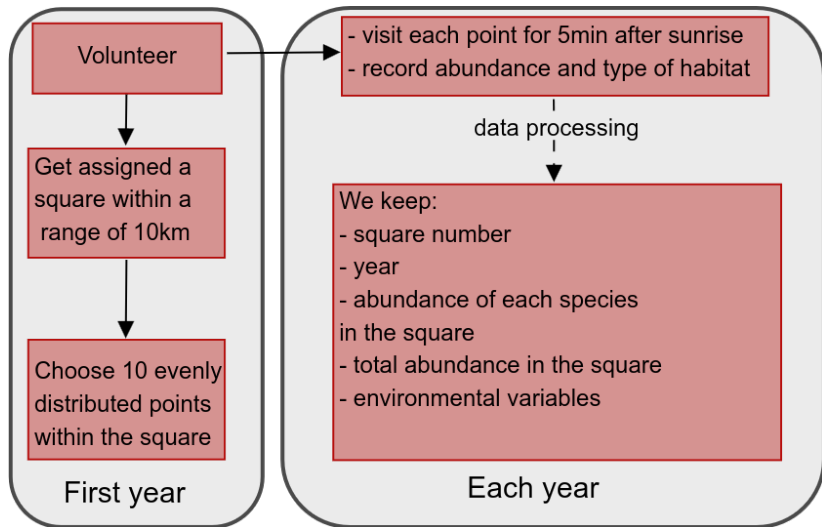 Volunteer
Get assigned a
square within a
range of 10km
Choose 10 evenly
distributed points
within the square
First year
- visit each point for 5min after sunrise
- record abundance and type of habitat
data processing
We keep:
- square number
- year
- abundance of each species
in the square
- total abundance in the square
- environmental variables
Each year